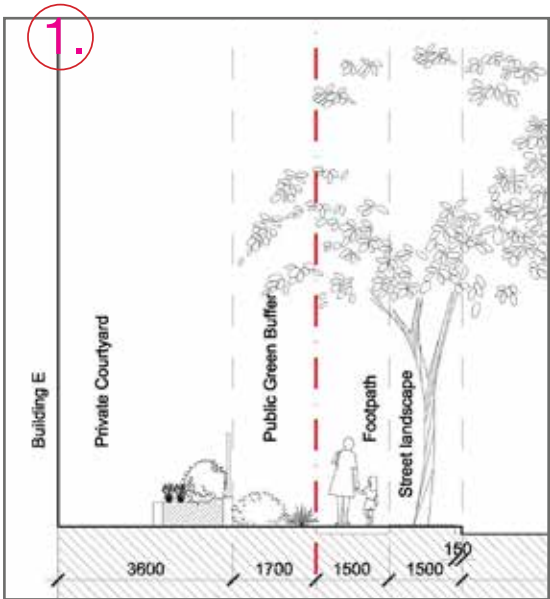 1.
Building E
Private Courtyard
Public Green Buffer
Footpath
Street landscape
150
3600
1700
1500
1500